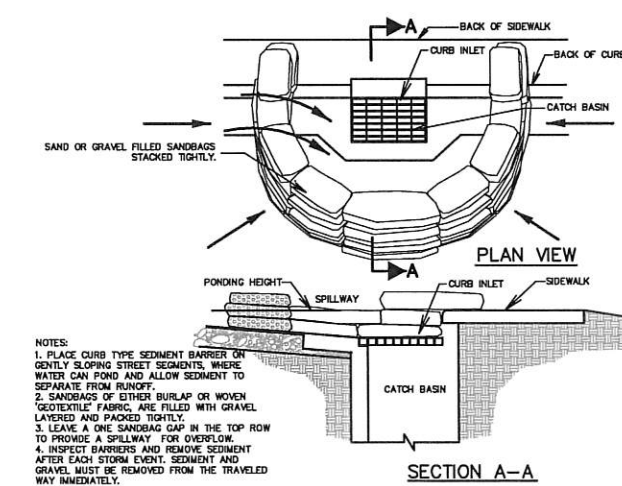 A
BACK OF SIDEWALK
CURB INLET
BACK OF CURB
CATCH BASIN
SAND OR GRAVEL FILLED SANDBAGS
STACKED TIGHTLY.
PLAN VIEW
A
PONDING HEIGHT
SPILLWAY
CURB INLET
SIDEWALK
CATCH BASIN
NOTES:
1. PLACE CURB TYPE SEDIMENT BARRIER ON
GENTLY SLOPING STREET SEGMENTS, WHERE
WATER CAN POND AND ALLOW SEDIMENT TO
SEPARATE FROM RUNOFF.
2. SANDBAGS OF EITHER BURLAP OR WOVEN
'GEOTEXTILE' FABRIC, ARE FILLED WITH GRAVEL
LAYERED AND PACKED TIGHTLY.
3. LEAVE A ONE SANDBAG GAP IN THE TOP ROW
TO PROVIDE A SPILLWAY FOR OVERFLOW.
4. INSPECT BARRIERS AND REMOVE SEDIMENT
AFTER EACH STORM EVENT. SEDIMENT AND
GRAVEL MUST BE REMOVED FROM THE TRAVELED
WAY IMMEDIATELY.
SECTION A-A